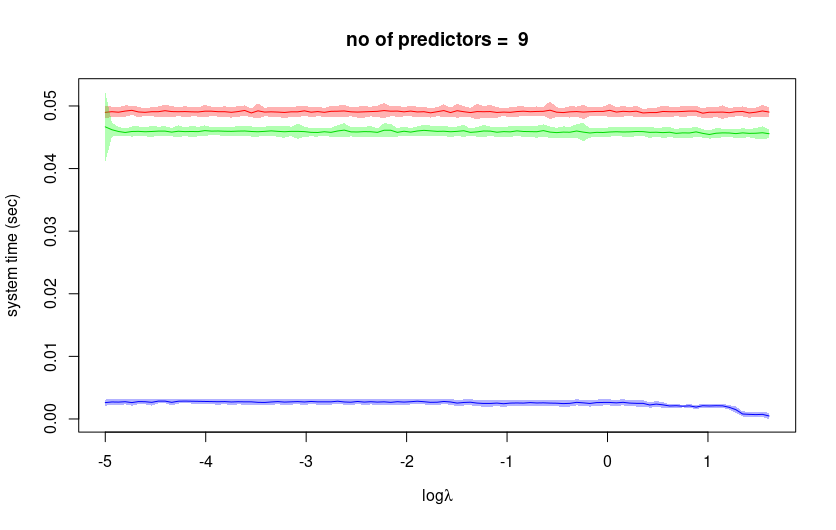 no of predictors = 9
system time (sec)
0.05
0.04
0.03
0.02
0.01
0.00
-5 -4 -3 -2 -1 0 1
logλ